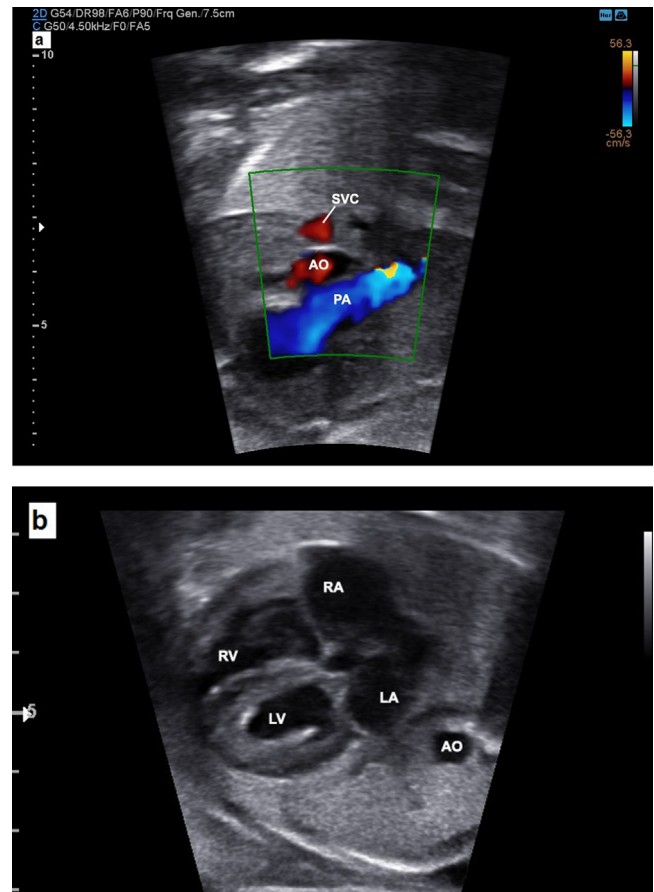 2D G54/DR98/FA6/P90/Frq Gen./7.5cm
C G50/4.50kHz/F0/FA5
a
10
56.3
-56.3
cm/s
SVC
AO
PA
5
b
RA
RV
LA
LV
5
AO